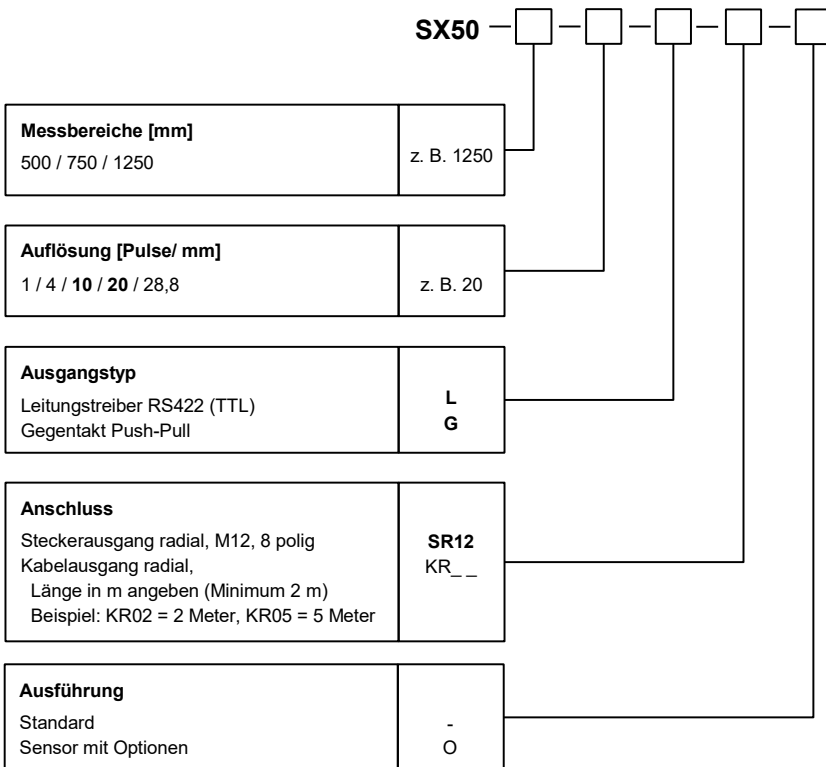 SX50
Messbereiche [mm]
500 / 750 / 1250
z. B. 1250
Auflösung [Pulse/ mm]
1 / 4 / 10 / 20 / 28,8
z. B. 20
Ausgangstyp
Leitungstreiber RS422 (TTL)
L
Gegentakt Push-Pull
G
Anschluss
Steckerausgang radial, M12, 8 polig
SR12
Kabelausgang radial,
KR_ _
Länge in m angeben (Minimum 2 m)
Beispiel: KR02 = 2 Meter, KR05 = 5 Meter
Ausführung
Standard
-
Sensor mit Optionen
O